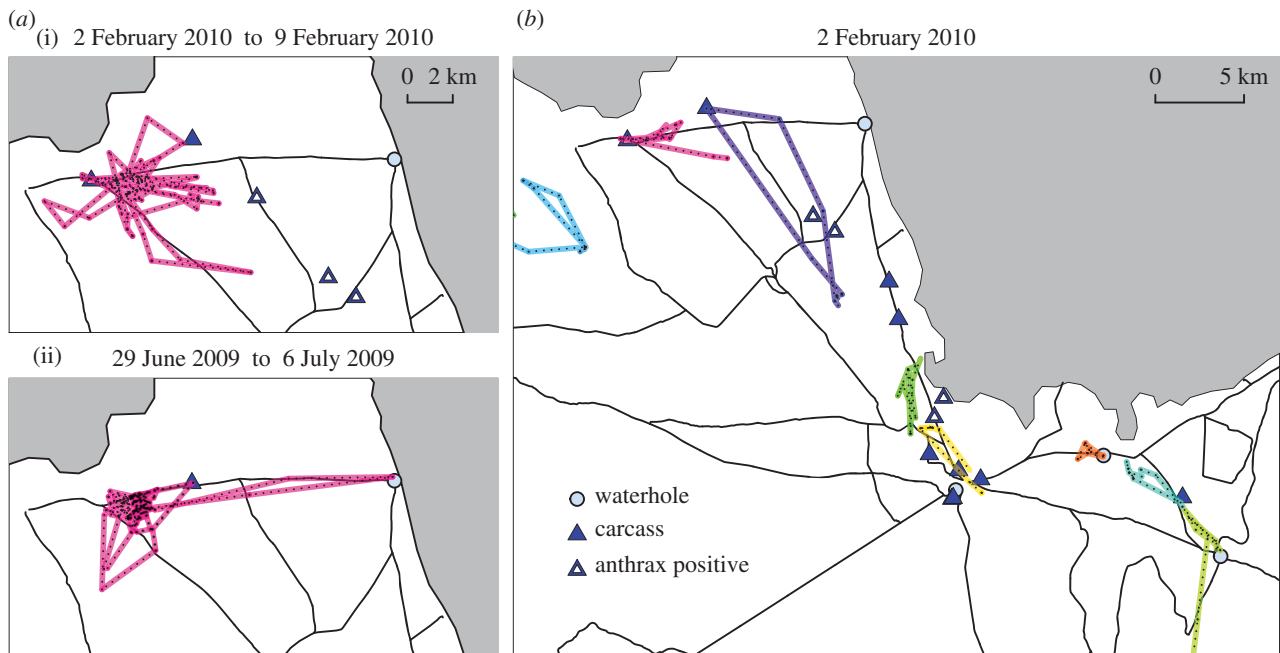 (a)
(i) 2 February 2010 to 9 February 2010
0 2 km
(ii) 29 June 2009 to 6 July 2009
(b)
2 February 2010
0 5 km
waterhole
carcass
anthrax positive